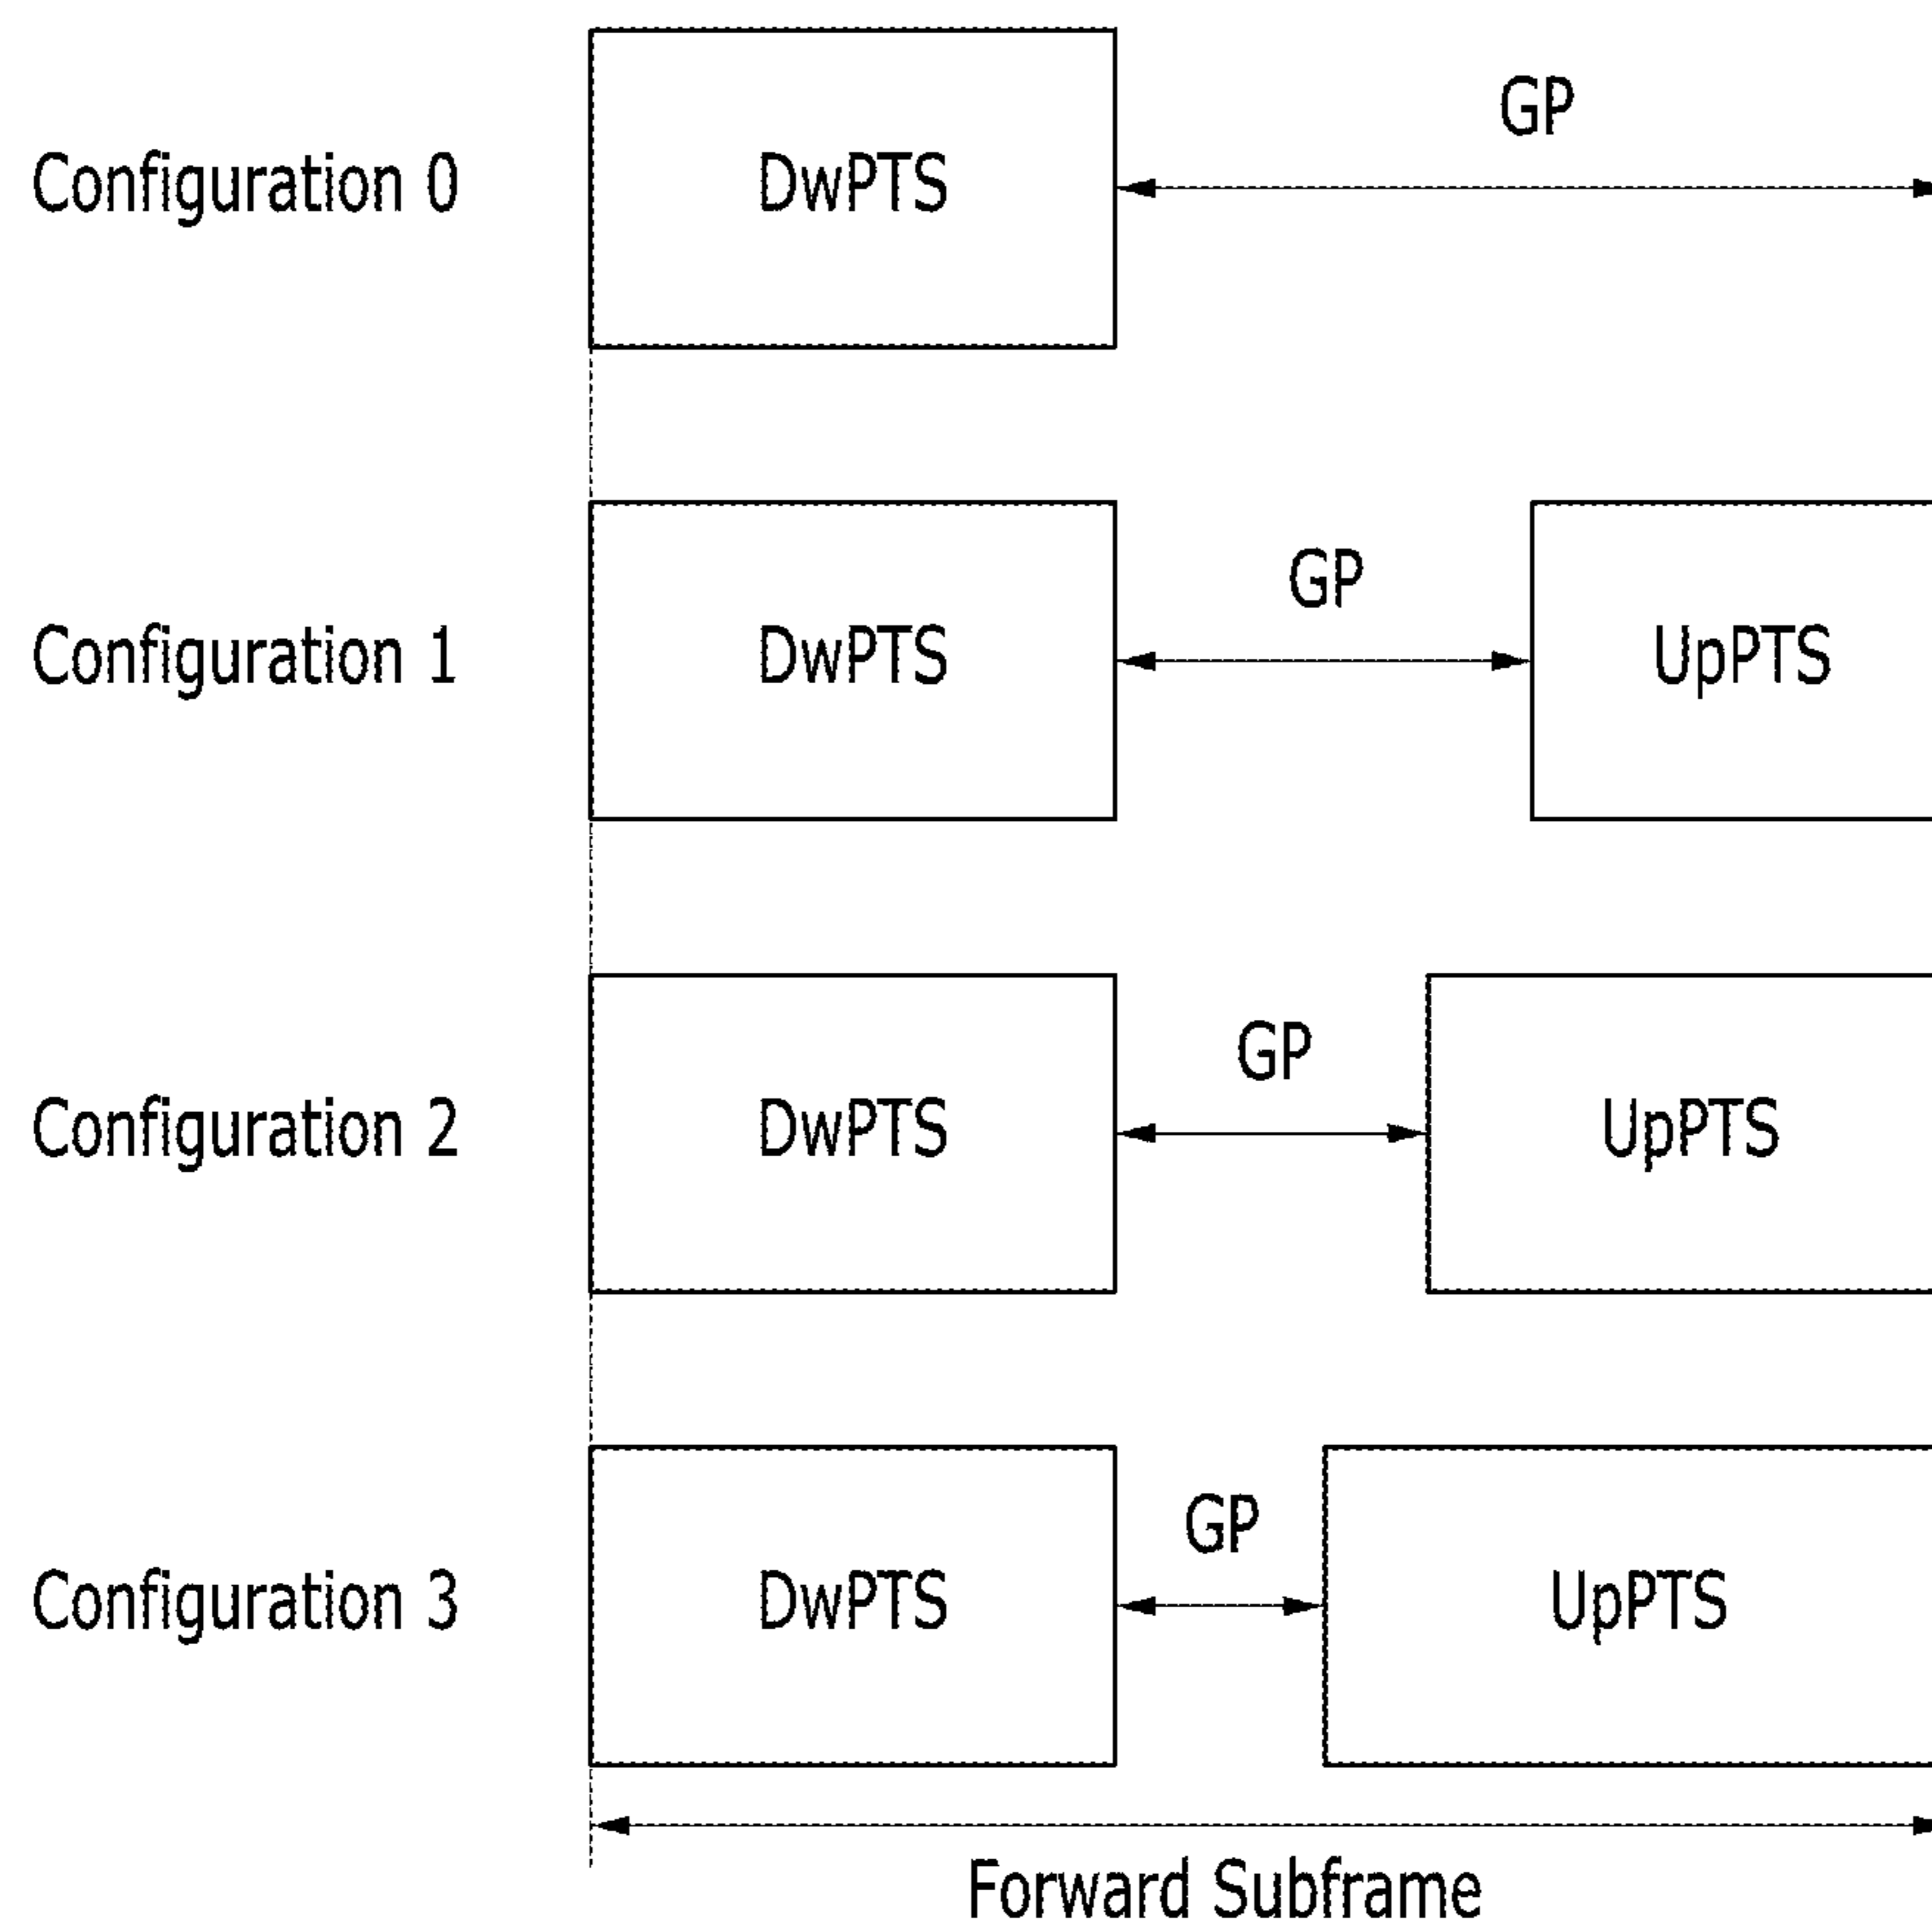 GP
Configuration 0 DwPTS
GP
Configuration 1 DwPTS UpPTS
GP
Configuration 2 DwPTS UpPTS
GP
Configuration 3 DwPTS UpPTS
Forward Subframe